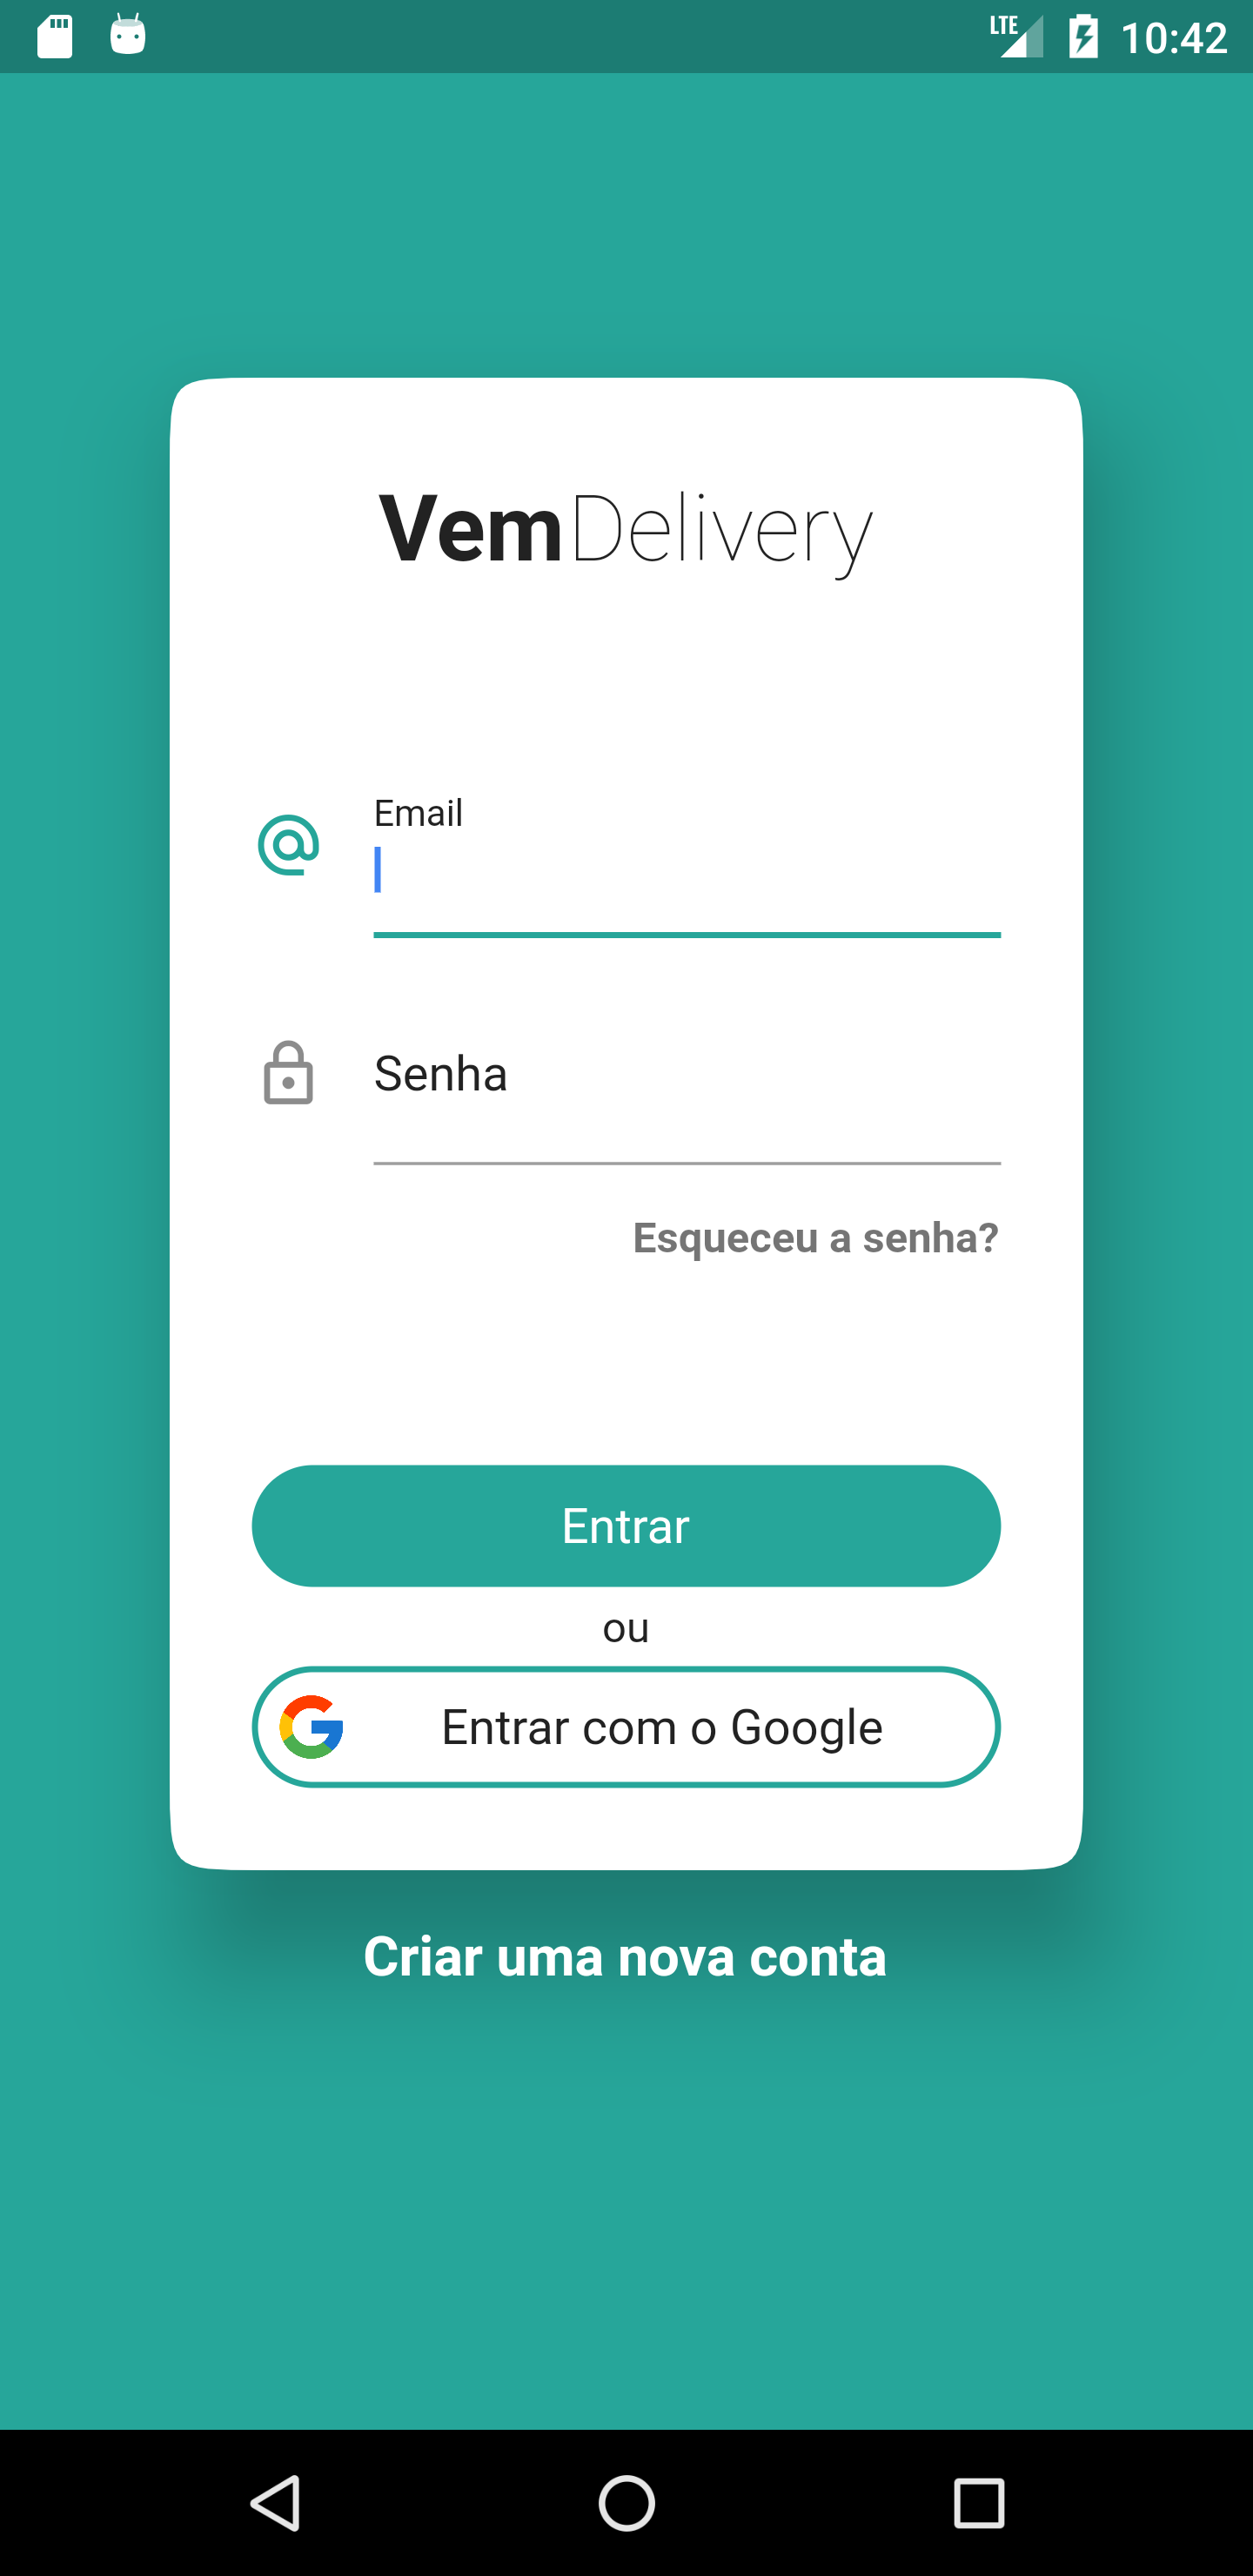 LTE 10:42
VemDelivery
Email
Senha
Esqueceu a senha?
Entrar
ou
Entrar com o Google
Criar uma nova conta